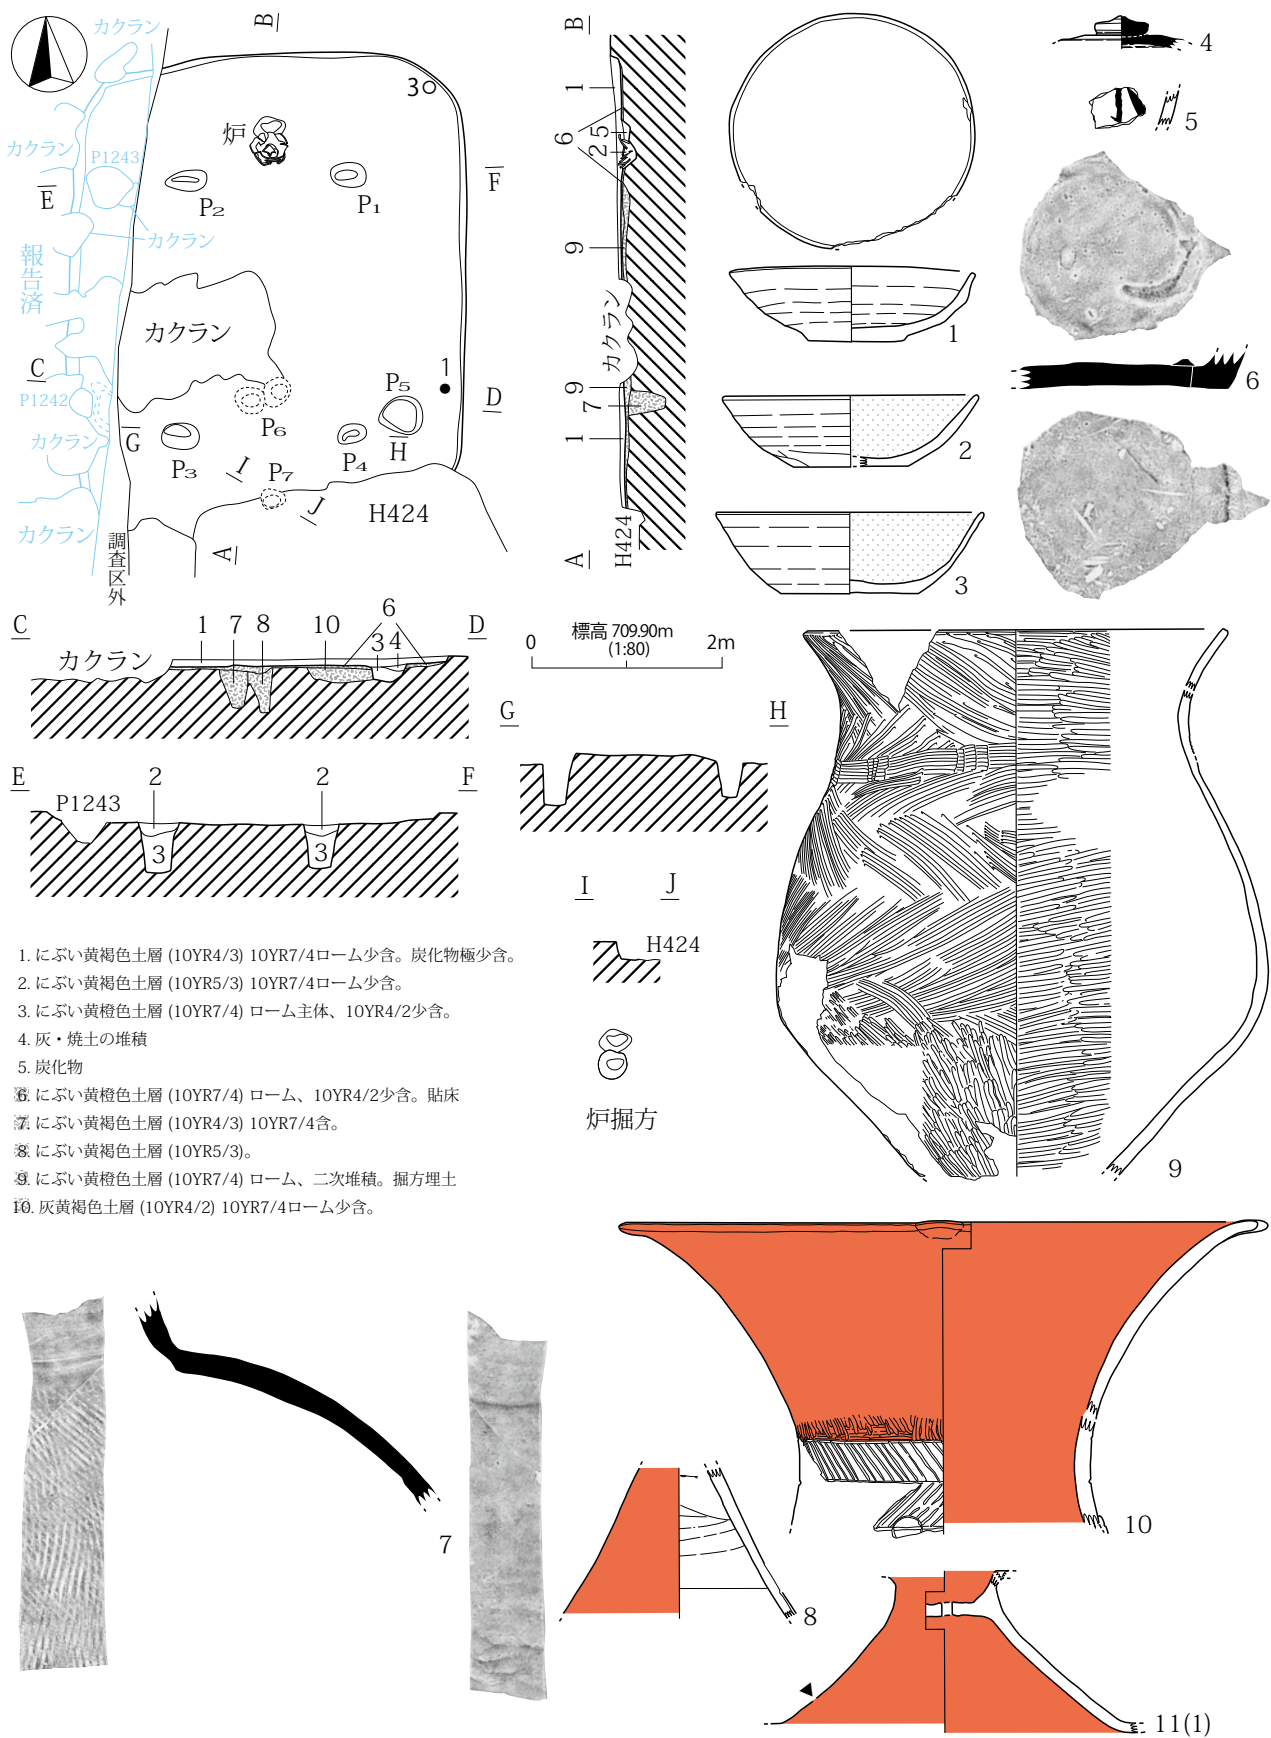 カクラン
B
3
炉
カクラン
P1243
E
F
P2
P1
カクラン
報告済
カクラン
C
1
P5
D
P1242
G
P6
H
カクラン
P3
I
P7
P4
J
H424
カクラン
調査区外
A
B
1
6
5
2
9
カクラン
9
7
1
A
H424
1
2
3
4
5
6
C
D
カクラン
1
7
8
10
6
3
4
標高 709.90m
0
2m
(1:80)
G
H
E
F
P1243
2
2
3
3
I
J
H424
炉掘方
1. にぶい黄褐色土層 (10YR4/3) 10YR7/4ローム少含。炭化物極少含。
2. にぶい黄褐色土層 (10YR5/3) 10YR7/4ローム少含。
3. にぶい黄橙色土層 (10YR7/4) ローム主体、10YR4/2少含。
4. 灰・焼土の堆積
5. 炭化物
6. にぶい黄橙色土層 (10YR7/4) ローム、10YR4/2少含。貼床
7. にぶい黄褐色土層 (10YR4/3) 10YR7/4含。
8. にぶい黄褐色土層 (10YR5/3)。
9. にぶい黄橙色土層 (10YR7/4) ローム、二次堆積。掘方埋土
10. 灰黄褐色土層 (10YR4/2) 10YR7/4ローム少含。
9
7
8
10
11(1)